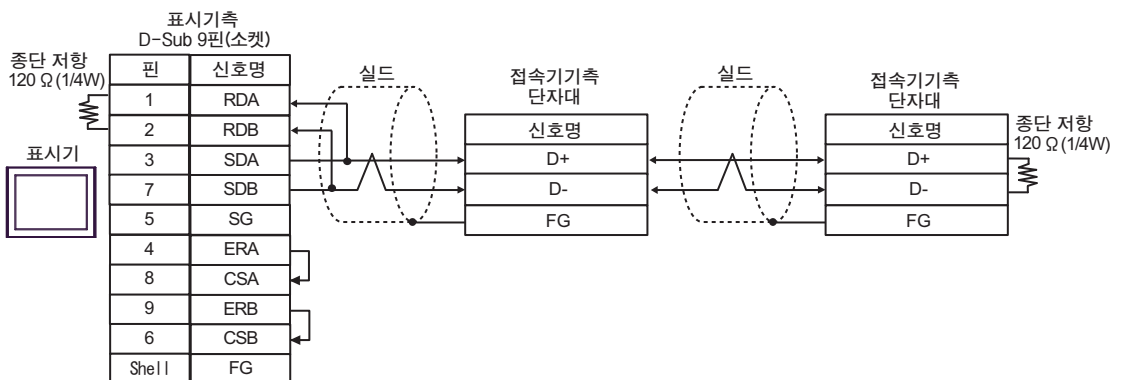 표시기측
D-Sub 9핀(소켓)
종단 저항
120 Ω (1/4W)
핀 신호명
1 RDA
2 RDB
3 SDA
7 SDB
5 SG
4 ERA
8 CSA
9 ERB
6 CSB
Shell FG
표시기
실드
접속기기측
단자대
신호명
D+
D-
FG
실드
접속기기측
단자대
신호명
D+
D-
FG
종단 저항
120 Ω (1/4W)